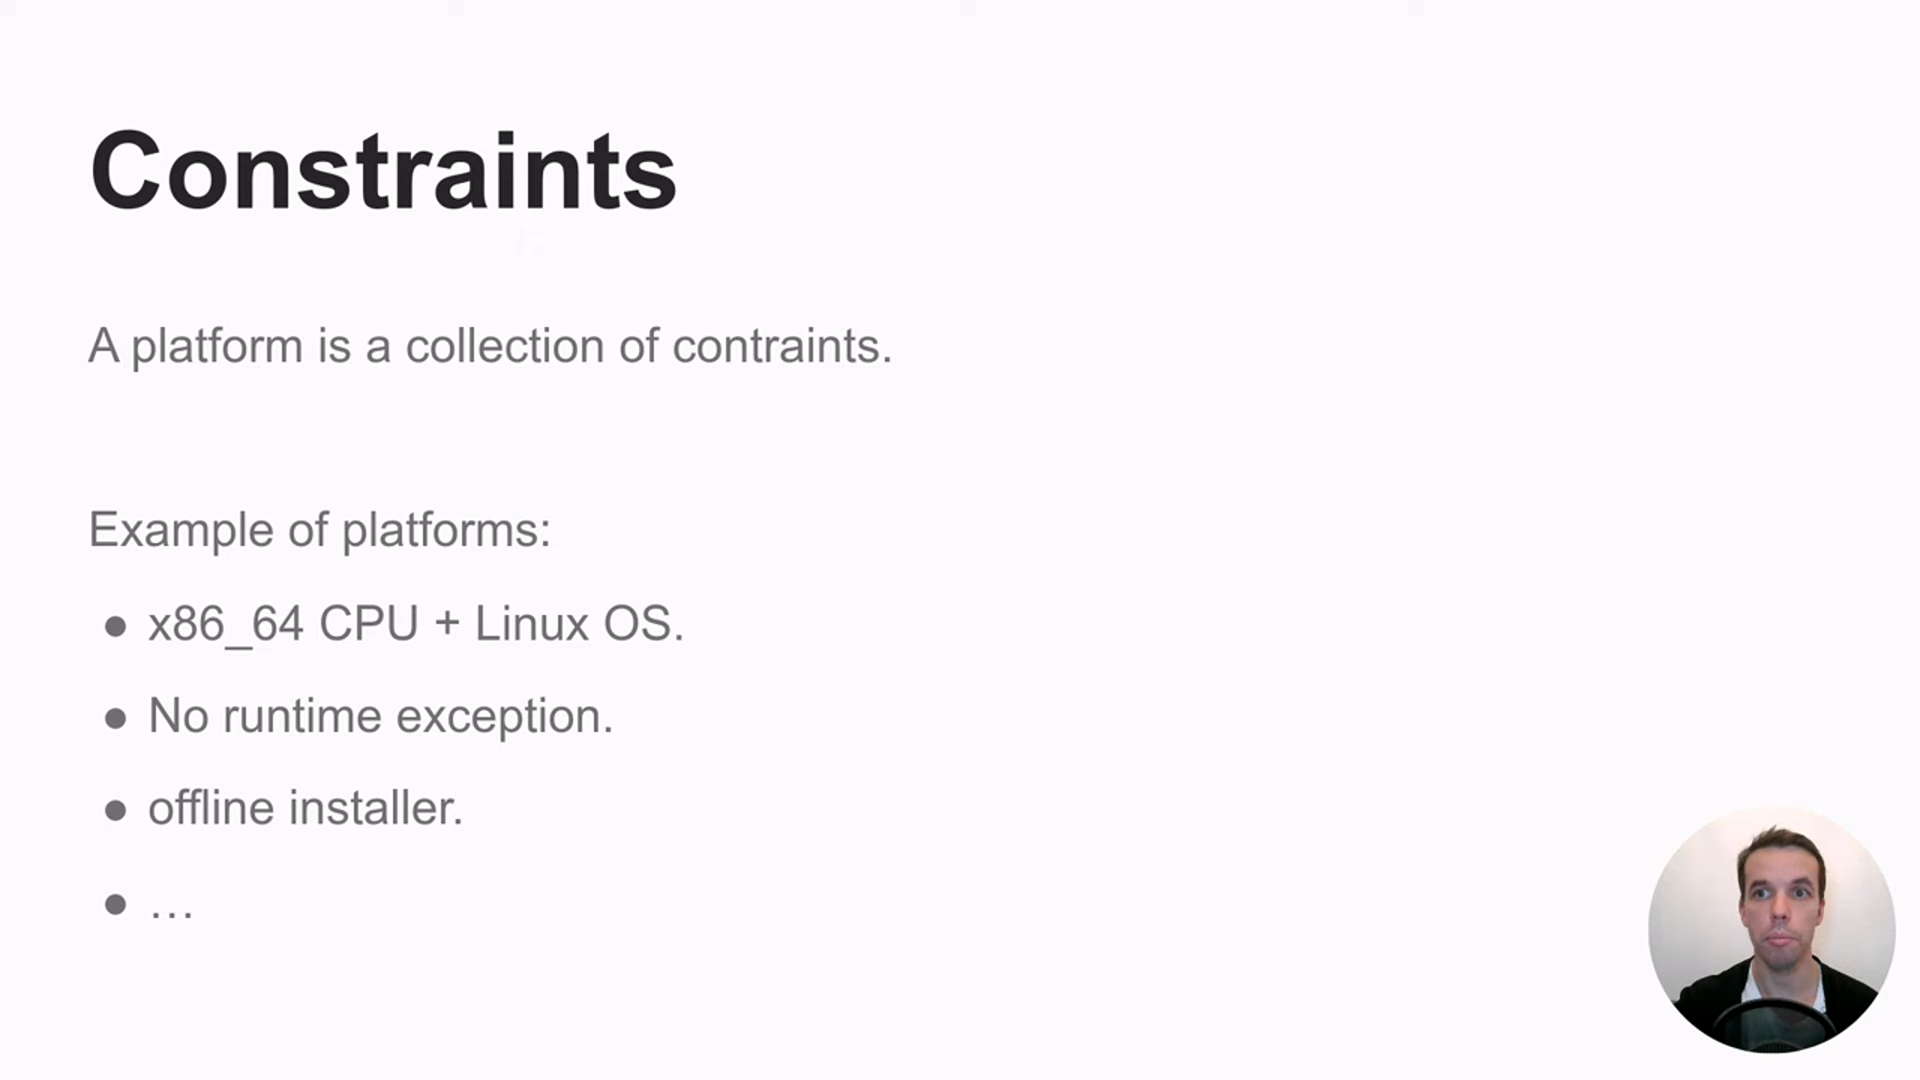 Constraints
A platform is a collection of contraints.
Example of platforms:
● x86_64 CPU + Linux OS.
● No runtime exception.
● offline installer.
● …